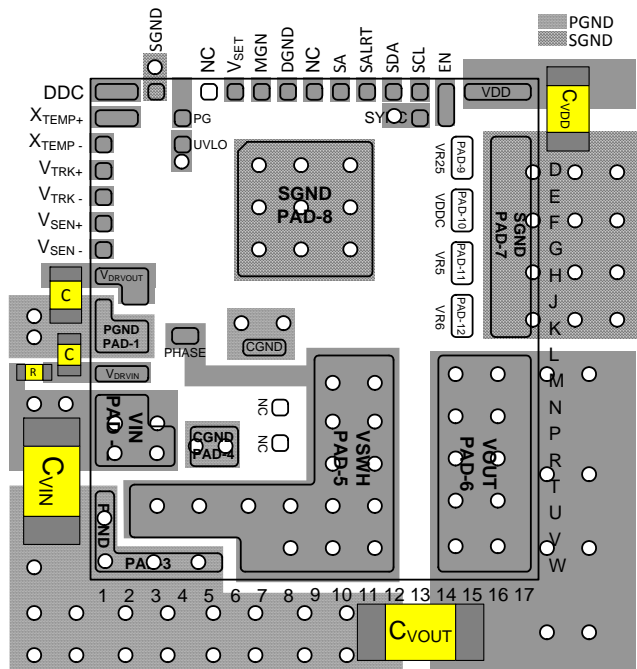 PGND
SGND
SGND
NC
VSET
MGN
DGND
NC
SA
SALRT
SDA
SCL
EN
DDC
VDD
CVDD
XTEMP+
PG
SYNC
XTEMP -
UVLO
VTRK+
VTRK -
VSEN+
VSEN -
SGND
PAD-8
VR25
PAD-9
VDDC
PAD-10
VR5
PAD-11
VR6
PAD-12
SGND
PAD-7
D
E
F
G
H
J
K
L
M
N
P
R
T
U
V
W
VDRVOUT
C
PGND
PAD-1
C
PHASE
CGND
R
VDRVIN
VIN
PAD-2
CGND
PAD-4
NC
NC
VSWH
PAD-5
VOUT
PAD-6
CVIN
PGND
PAD-3
1 2 3 4 5 6 7 8 9 10 11 12 13 14 15 16 17
CVOUT